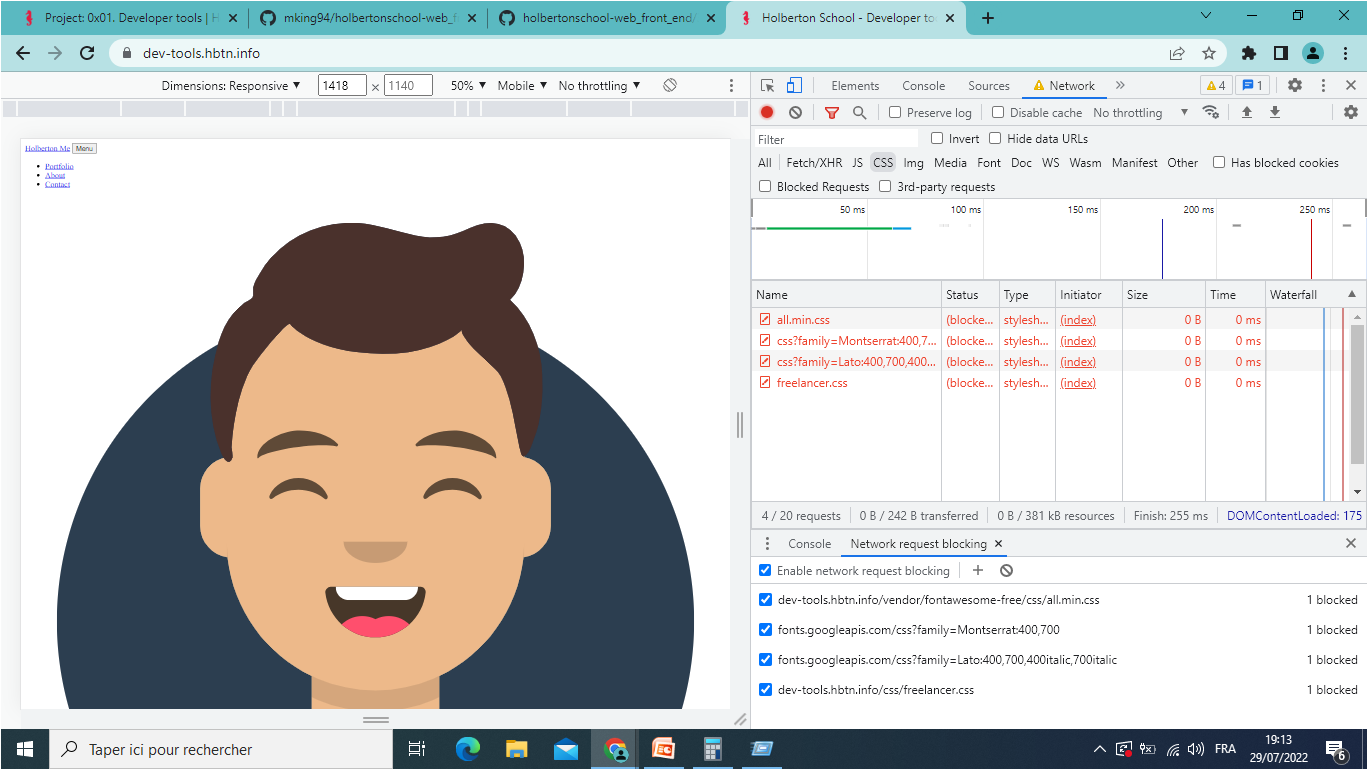 Project: 0x01. Developer tools | H
mking94/holbertonschool-web_f
holbertonschool-web_front_end/
Holberton School - Developer to
dev-tools.hbtn.info
Dimensions: Responsive ▼ 1418 × 1140 50% ▼ Mobile ▼ No throttling ▼
Elements Console Sources Network » 4 1
Preserve log Disable cache No throttling ▼
Filter Invert Hide data URLs
All Fetch/XHR JS CSS Img Media Font Doc WS Wasm Manifest Other Has blocked cookies
Blocked Requests 3rd-party requests
50 ms 100 ms 150 ms 200 ms 250 ms
Name Status Type Initiator Size Time Waterfall
all.min.css (blocke... stylesh... (index) 0 B 0 ms
css?family=Montserrat:400,7... (blocke... stylesh... (index) 0 B 0 ms
css?family=Lato:400,700,400... (blocke... stylesh... (index) 0 B 0 ms
freelancer.css (blocke... stylesh... (index) 0 B 0 ms
4 / 20 requests 0 B / 242 B transferred 0 B / 381 kB resources Finish: 255 ms DOMContentLoaded: 175
Console Network request blocking ×
Enable network request blocking
dev-tools.hbtn.info/vendor/fontawesome-free/css/all.min.css 1 blocked
fonts.googleapis.com/css?family=Montserrat:400,700 1 blocked
fonts.googleapis.com/css?family=Lato:400,700,400italic,700italic 1 blocked
dev-tools.hbtn.info/css/freelancer.css 1 blocked
Holberton Me Menu
Portfolio
About
Contact
Taper ici pour rechercher
FRA
19:13
29/07/2022
6